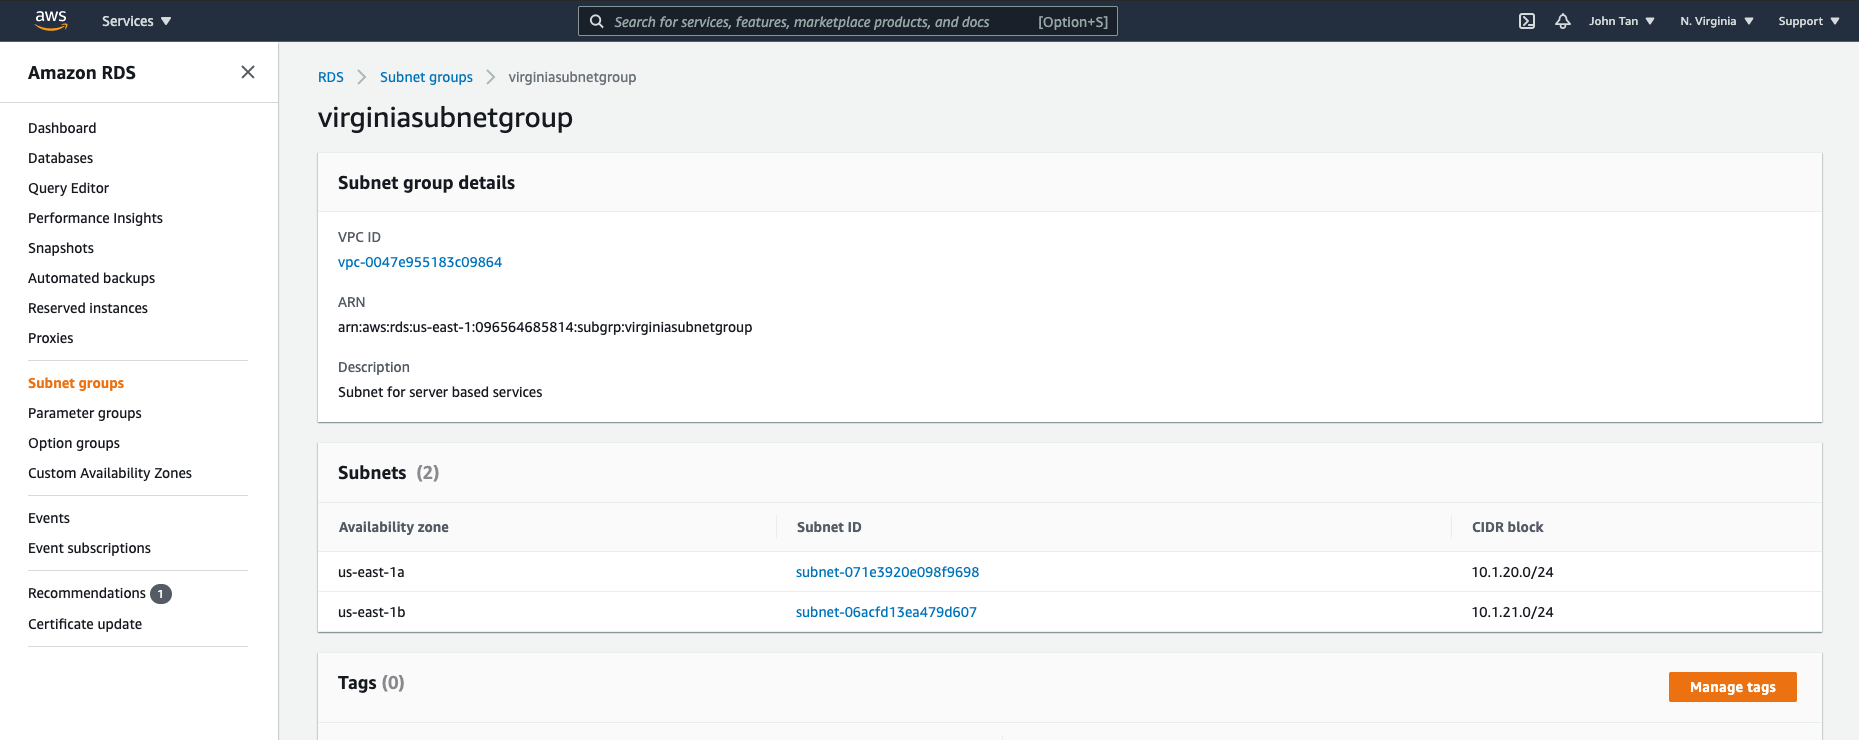 aws Services Search for services, features, marketplace products, and docs [Option+S] John Tan N. Virginia Support
Amazon RDS
Dashboard
Databases
Query Editor
Performance Insights
Snapshots
Automated backups
Reserved instances
Proxies
Subnet groups
Parameter groups
Option groups
Custom Availability Zones
Events
Event subscriptions
Recommendations 1
Certificate update
RDS Subnet groups virginiasubnetgroup
virginiasubnetgroup
Subnet group details
VPC ID
vpc-0047e955183c09864
ARN
arn:aws:rds:us-east-1:096564685814:subgrp:virginiasubnetgroup
Description
Subnet for server based services
Subnets (2)
Availability zone Subnet ID CIDR block
us-east-1a subnet-071e3920e098f9698 10.1.20.0/24
us-east-1b subnet-06acfd13ea479d607 10.1.21.0/24
Tags (0) Manage tags